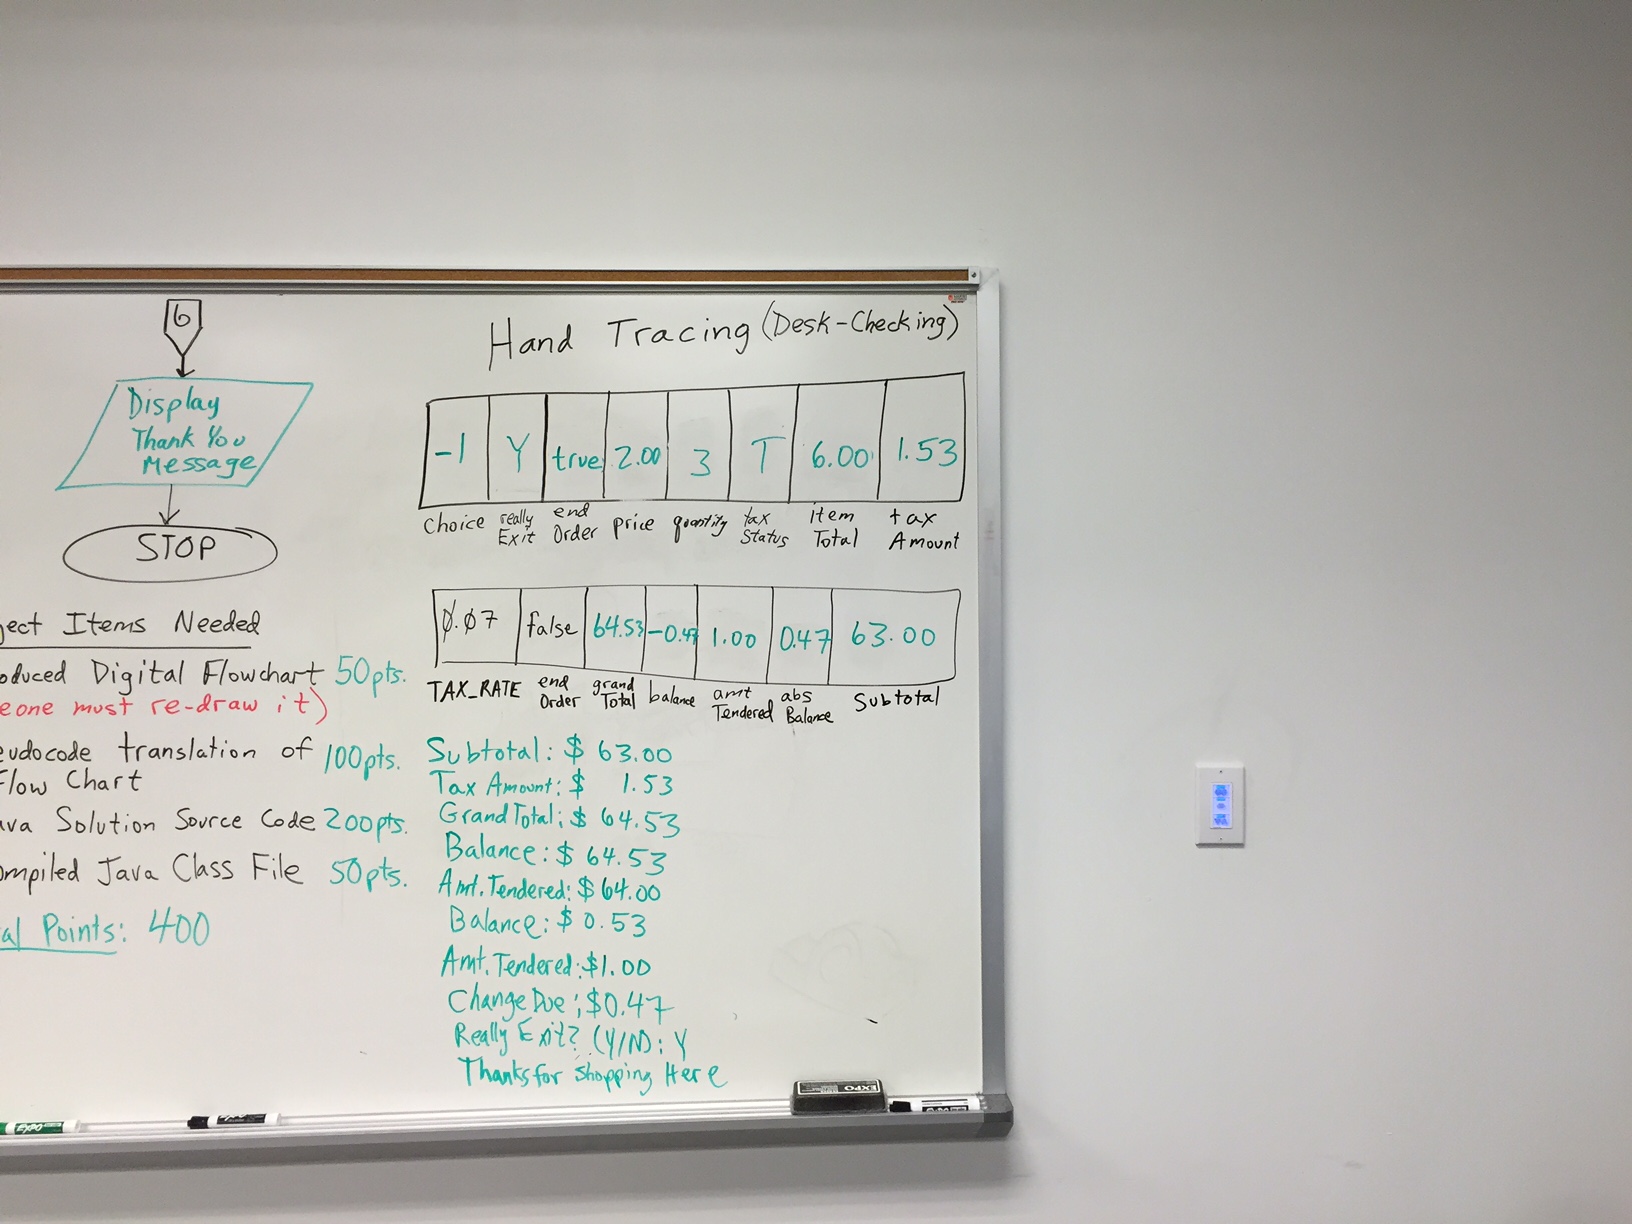 6
Display
Thank You
Message
STOP
ject Items Needed
oduced Digital Flowchart 50pts.
eone must re-draw it)
eudocode translation of 100pts.
Flow Chart
ava Solution Source Code 200pts.
ompiled Java Class File 50pts.
al Points: 400
Hand Tracing (Desk-Checking)
-1 Y true 2.00 3 T 6.00 1.53
Choice really Exit end Order price quantity tax Status item Total tax Amount
0.07 false 64.53 -0.47 1.00 0.47 63.00
TAX_RATE end Order grand Total balance amt Tendered abs Balance Subtotal
Subtotal: $ 63.00
Tax Amount: $ 1.53
Grand Total: $ 64.53
Balance: $ 64.53
Amt. Tendered: $ 64.00
Balance: $ 0.53
Amt. Tendered: $1.00
Change Due: $0.47
Really Exit? (Y/N): Y
Thanks for Shopping Here
EXPO
EXPO